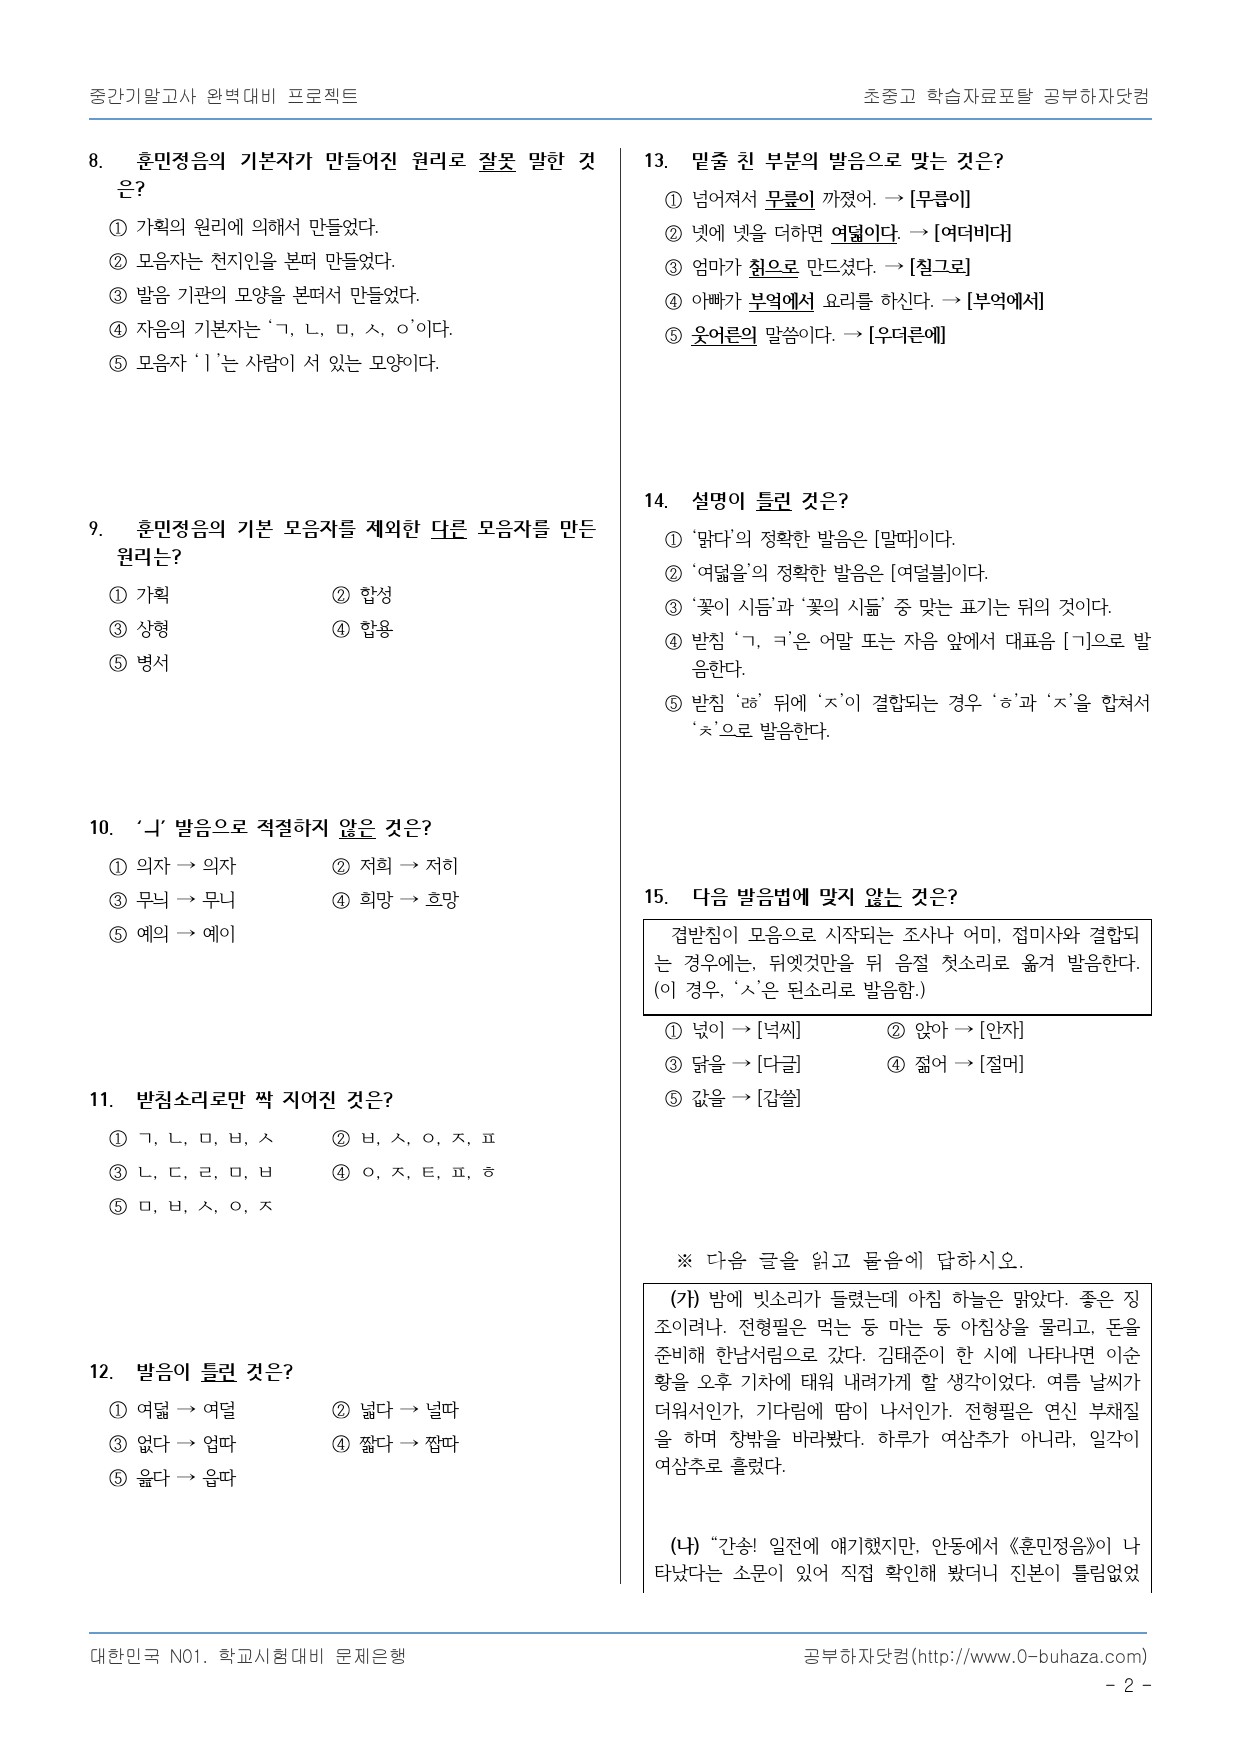 중간기말고사 완벽대비 프로젝트
초중고 학습자료포탈 공부하자닷컴
8. 훈민정음의 기본자가 만들어진 원리로 잘못 말한 것
은?
① 가획의 원리에 의해서 만들었다.
② 모음자는 천지인을 본떠 만들었다.
③ 발음 기관의 모양을 본떠서 만들었다.
④ 자음의 기본자는 ‘ㄱ, ㄴ, ㅁ, ㅅ, ㅇ’이다.
⑤ 모음자 ‘ㅣ’는 사람이 서 있는 모양이다.
9. 훈민정음의 기본 모음자를 제외한 다른 모음자를 만든
원리는?
① 가획 ② 합성
③ 상형 ④ 합용
⑤ 병서
10. ‘ㅢ’ 발음으로 적절하지 않은 것은?
① 의자 → 의자 ② 저희 → 저히
③ 무늬 → 무니 ④ 희망 → 흐망
⑤ 예의 → 예이
11. 받침소리로만 짝 지어진 것은?
① ㄱ, ㄴ, ㅁ, ㅂ, ㅅ ② ㅂ, ㅅ, ㅇ, ㅈ, ㅍ
③ ㄴ, ㄷ, ㄹ, ㅁ, ㅂ ④ ㅇ, ㅈ, ㅌ, ㅍ, ㅎ
⑤ ㅁ, ㅂ, ㅅ, ㅇ, ㅈ
12. 발음이 틀린 것은?
① 여덟 → 여덜 ② 넓다 → 널따
③ 없다 → 업따 ④ 짧다 → 짭따
⑤ 읊다 → 읍따
13. 밑줄 친 부분의 발음으로 맞는 것은?
① 넘어져서 무릎이 까졌어. → [무릅이]
② 넷에 넷을 더하면 여덟이다. → [여더비다]
③ 엄마가 칡으로 만드셨다. → [칠그로]
④ 아빠가 부엌에서 요리를 하신다. → [부억에서]
⑤ 웃어른의 말씀이다. → [우더른에]
14. 설명이 틀린 것은?
① ‘맑다’의 정확한 발음은 [말따]이다.
② ‘여덟을’의 정확한 발음은 [여덜블]이다.
③ ‘꽃이 시듬’과 ‘꽃의 시듦’ 중 맞는 표기는 뒤의 것이다.
④ 받침 ‘ㄱ, ㅋ’은 어말 또는 자음 앞에서 대표음 [ㄱ]으로 발
음한다.
⑤ 받침 ‘ㅀ’ 뒤에 ‘ㅈ’이 결합되는 경우 ‘ㅎ’과 ‘ㅈ’을 합쳐서
‘ㅊ’으로 발음한다.
15. 다음 발음법에 맞지 않는 것은?
겹받침이 모음으로 시작되는 조사나 어미, 접미사와 결합되
는 경우에는, 뒤엣것만을 뒤 음절 첫소리로 옮겨 발음한다.
(이 경우, ‘ㅅ’은 된소리로 발음함.)
① 넋이 → [넉씨] ② 앉아 → [안자]
③ 닭을 → [다글] ④ 젊어 → [절머]
⑤ 값을 → [갑쓸]
※ 다음 글을 읽고 물음에 답하시오.
(가) 밤에 빗소리가 들렸는데 아침 하늘은 맑았다. 좋은 징
조이려나. 전형필은 먹는 둥 마는 둥 아침상을 물리고, 돈을
준비해 한남서림으로 갔다. 김태준이 한 시에 나타나면 이순
황을 오후 기차에 태워 내려가게 할 생각이었다. 여름 날씨가
더워서인가, 기다림에 땀이 나서인가. 전형필은 연신 부채질
을 하며 창밖을 바라봤다. 하루가 여삼추가 아니라, 일각이
여삼추로 흘렀다.
(나) “간송! 일전에 얘기했지만, 안동에서 《훈민정음》이 나
타났다는 소문이 있어 직접 확인해 봤더니 진본이 틀림없었
대한민국 N01. 학교시험대비 문제은행
공부하자닷컴(http://www.0-buhaza.com)
- 2 -